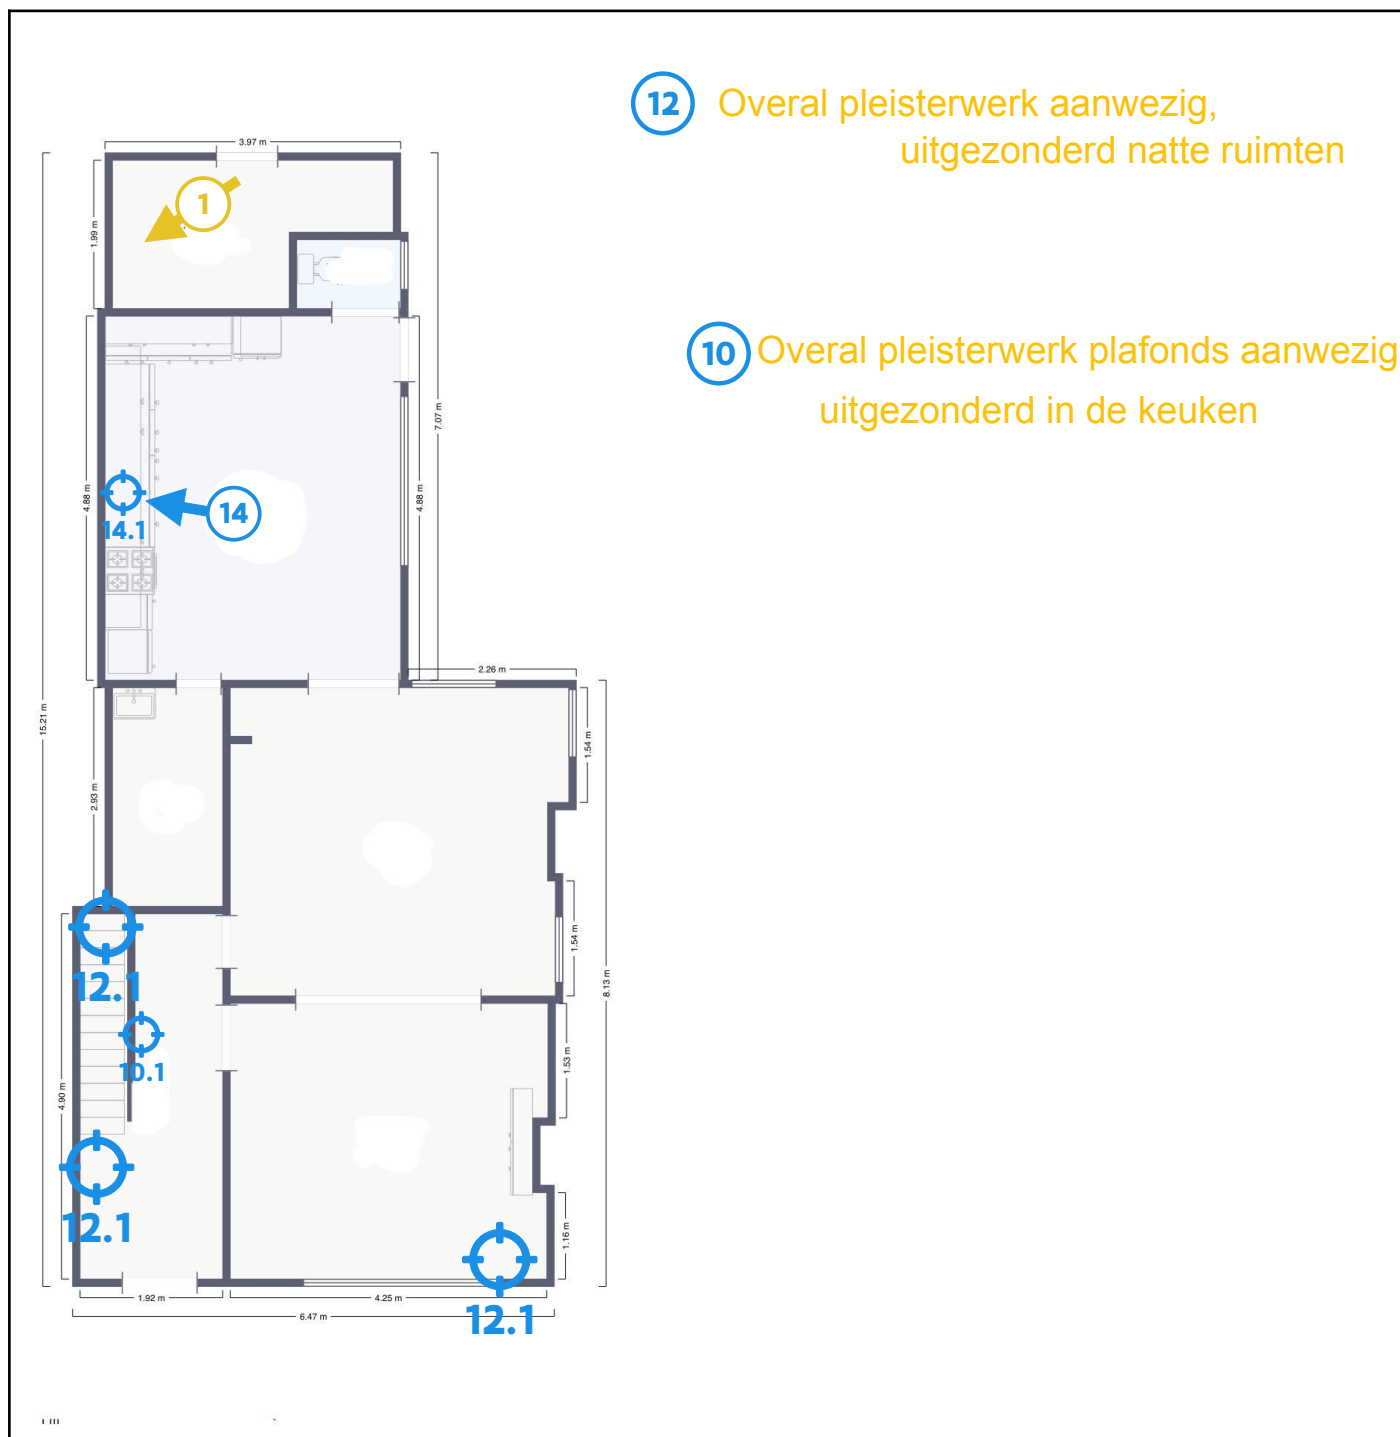 12 Overal pleisterwerk aanwezig,
uitgezonderd natte ruimten
3.97 m
1
1.99 m
10 Overal pleisterwerk plafonds aanwezig
uitgezonderd in de keuken
7.07 m
4.88 m
4.88 m
14
14.1
2.26 m
15.21 m
1.54 m
2.93 m
1.54 m
12.1
8.13 m
10.1
1.53 m
4.90 m
12.1
1.16 m
1.92 m
4.25 m
12.1
6.47 m